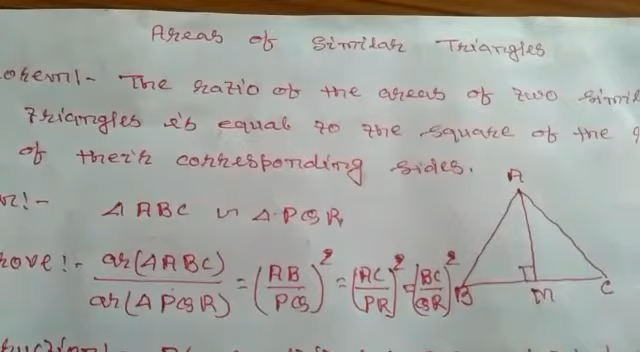 Areas of Similar Triangles
orem:- The ratio of the areas of two simil
triangles is equal to the square of the
of their corresponding sides.
n:- Δ ABC ∽ Δ PQR
rove:- ar(ΔABC)/ar(ΔPQR) = (AB/PQ)² = (AC/PR)² = (BC/QR)²
A
B M C